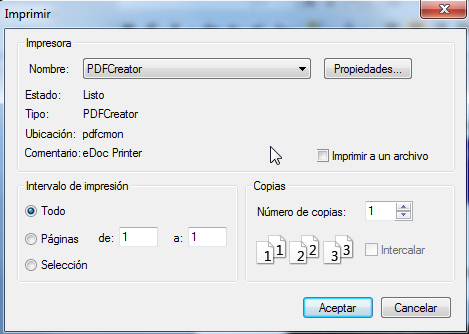 Imprimir
Impresora
Nombre: PDFCreator Propiedades...
Estado: Listo
Tipo: PDFCreator
Ubicación: pdfcmon
Comentario: eDoc Printer
Imprimir a un archivo
Intervalo de impresión
Todo
Páginas de: 1 a: 1
Selección
Copias
Número de copias: 1
1 1 2 2 3 3 Intercalar
Aceptar Cancelar